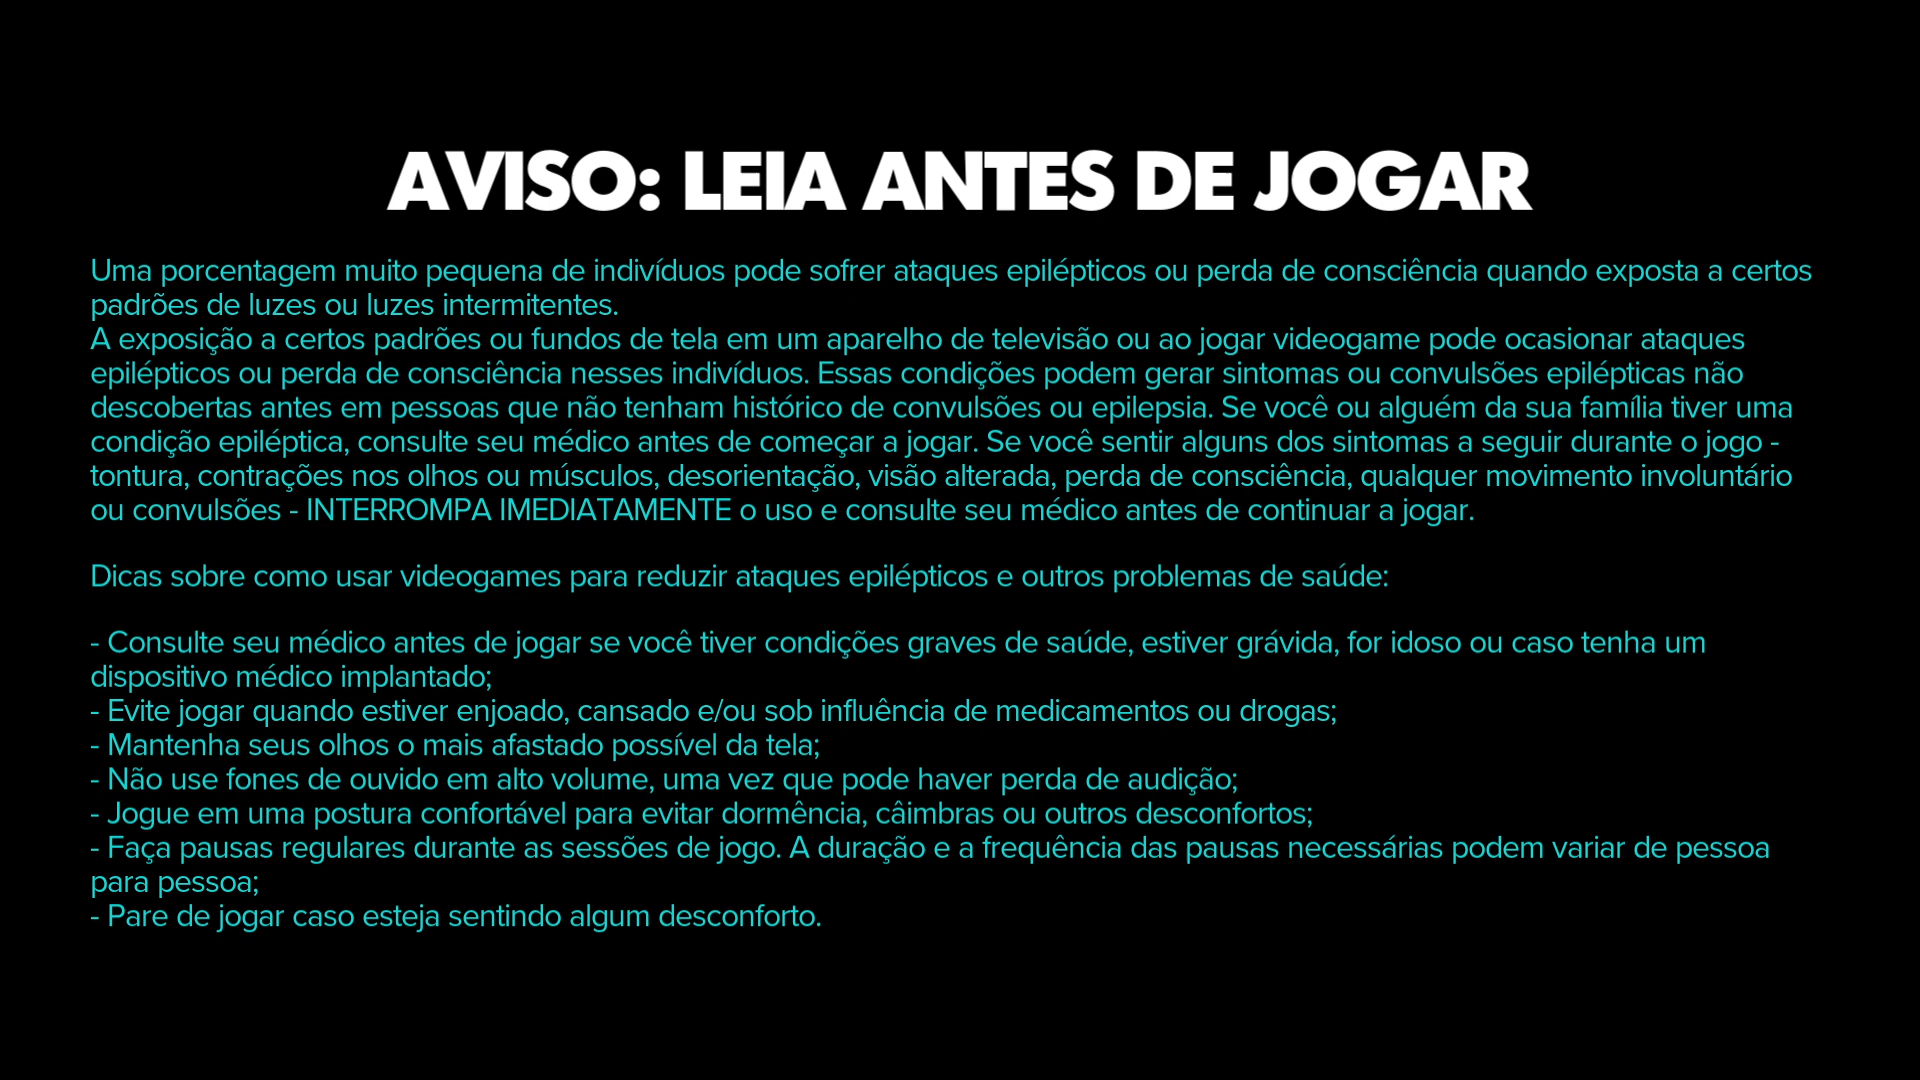 AVISO: LEIA ANTES DE JOGAR
Uma porcentagem muito pequena de indivíduos pode sofrer ataques epilépticos ou perda de consciência quando exposta a certos
padrões de luzes ou luzes intermitentes.
A exposição a certos padrões ou fundos de tela em um aparelho de televisão ou ao jogar videogame pode ocasionar ataques
epilépticos ou perda de consciência nesses indivíduos. Essas condições podem gerar sintomas ou convulsões epilépticas não
descobertas antes em pessoas que não tenham histórico de convulsões ou epilepsia. Se você ou alguém da sua família tiver uma
condição epiléptica, consulte seu médico antes de começar a jogar. Se você sentir alguns dos sintomas a seguir durante o jogo -
tontura, contrações nos olhos ou músculos, desorientação, visão alterada, perda de consciência, qualquer movimento involuntário
ou convulsões - INTERROMPA IMEDIATAMENTE o uso e consulte seu médico antes de continuar a jogar.
Dicas sobre como usar videogames para reduzir ataques epilépticos e outros problemas de saúde:
- Consulte seu médico antes de jogar se você tiver condições graves de saúde, estiver grávida, for idoso ou caso tenha um
dispositivo médico implantado;
- Evite jogar quando estiver enjoado, cansado e/ou sob influência de medicamentos ou drogas;
- Mantenha seus olhos o mais afastado possível da tela;
- Não use fones de ouvido em alto volume, uma vez que pode haver perda de audição;
- Jogue em uma postura confortável para evitar dormência, câimbras ou outros desconfortos;
- Faça pausas regulares durante as sessões de jogo. A duração e a frequência das pausas necessárias podem variar de pessoa
para pessoa;
- Pare de jogar caso esteja sentindo algum desconforto.